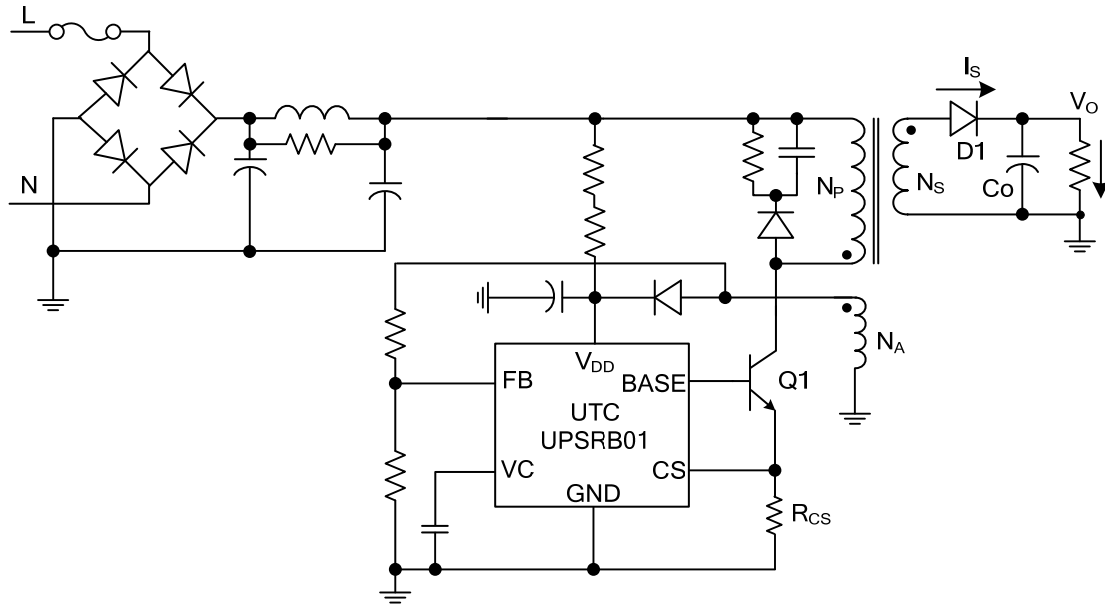 L
N
I_S
V_O
D1
N_P
N_S
Co
N_A
V_DD
FB
BASE
Q1
UTC
UPSRB01
VC
CS
GND
R_CS